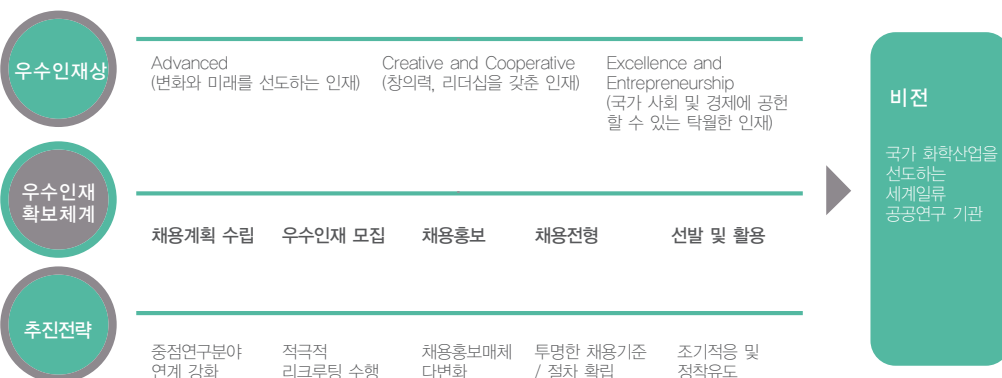 우수인재상
Advanced
(변화와 미래를 선도하는 인재)
Creative and Cooperative
(창의력, 리더십을 갖춘 인재)
Excellence and
Entrepreneurship
(국가 사회 및 경제에 공헌
할 수 있는 탁월한 인재)
우수인재
확보체계
채용계획 수립
우수인재 모집
채용홍보
채용전형
선발 및 활용
추진전략
중점연구분야
연계 강화
적극적
리크루팅 수행
채용홍보매체
다변화
투명한 채용기준
/ 절차 확립
조기적응 및
정착유도
비전
국가 화학산업을
선도하는
세계일류
공공연구 기관